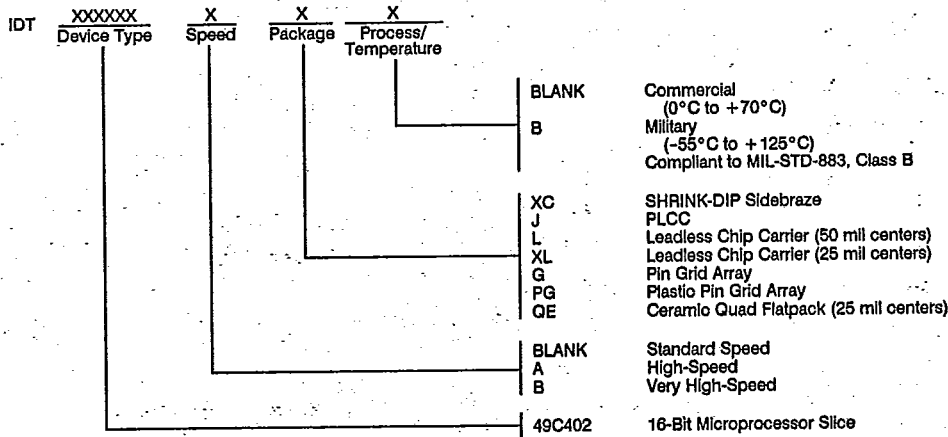 IDT XXXXXX X X X
Device Type Speed Package Process/
Temperature
BLANK Commercial
(0°C to +70°C)
B Military
(-55°C to +125°C)
Compliant to MIL-STD-883, Class B
XC SHRINK-DIP Sidebraze
J PLCC
L Leadless Chip Carrier (50 mil centers)
XL Leadless Chip Carrier (25 mil centers)
G Pin Grid Array
PG Plastic Pin Grid Array
QE Ceramic Quad Flatpack (25 mil centers)
BLANK Standard Speed
A High-Speed
B Very High-Speed
49C402 16-Bit Microprocessor Slice